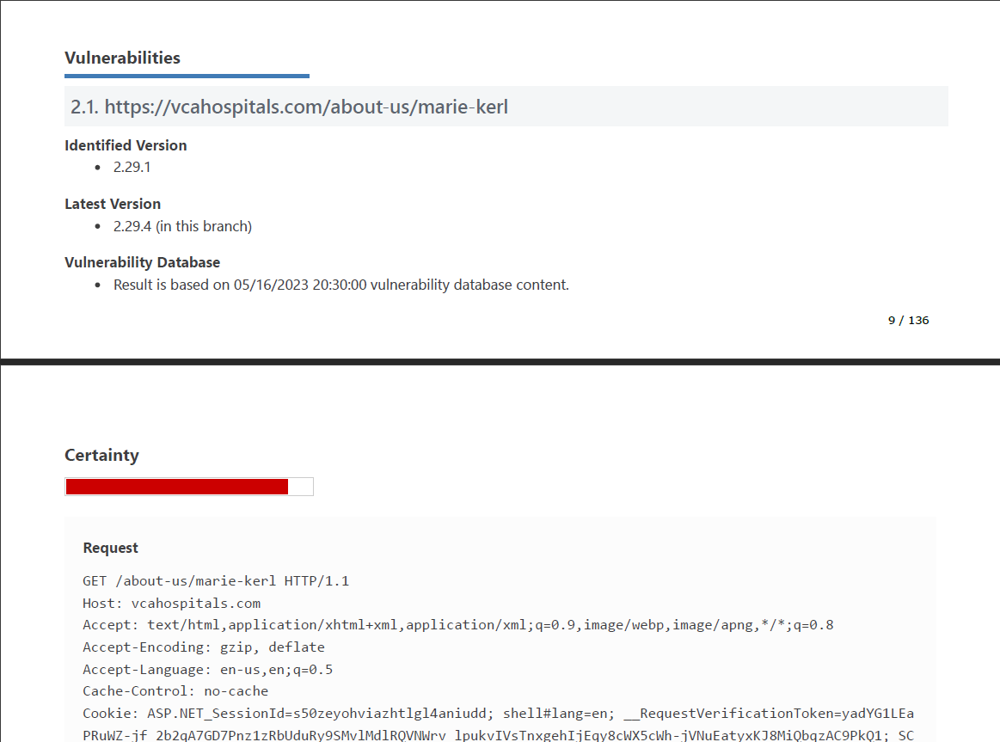 Vulnerabilities
2.1. https://vcahospitals.com/about-us/marie-kerl
Identified Version
• 2.29.1
Latest Version
• 2.29.4 (in this branch)
Vulnerability Database
• Result is based on 05/16/2023 20:30:00 vulnerability database content.
9 / 136
Certainty
Request
GET /about-us/marie-kerl HTTP/1.1
Host: vcahospitals.com
Accept: text/html,application/xhtml+xml,application/xml;q=0.9,image/webp,image/apng,*/*;q=0.8
Accept-Encoding: gzip, deflate
Accept-Language: en-us,en;q=0.5
Cache-Control: no-cache
Cookie: ASP.NET_SessionId=s50zeyohviazhtlgl4aniudd; shell#lang=en; __RequestVerificationToken=yadYG1LEa
PRuWZ-jf_2b2qA7GD7Pnz1zRbUduRy9SMvlMdlRQVNWrv_lpukvIVsTnxgehIjEqy8cWX5cWh-jVNuEatyxKJ8MiQbqzAC9PkQ1; SC